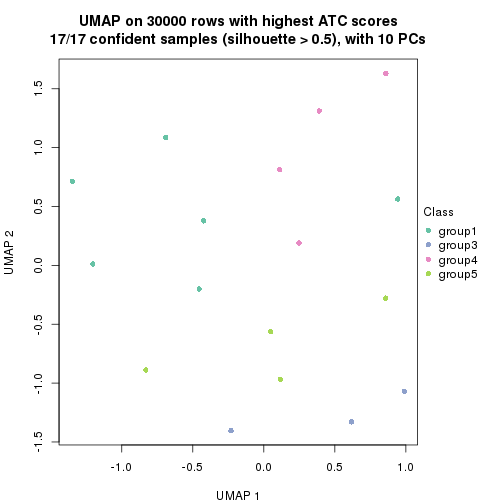 UMAP on 30000 rows with highest ATC scores
17/17 confident samples (silhouette > 0.5), with 10 PCs
1.5
1.0
0.5
0.0
-0.5
-1.0
-1.5
UMAP 2
-1.0 -0.5 0.0 0.5 1.0
UMAP 1
Class
group1
group3
group4
group5